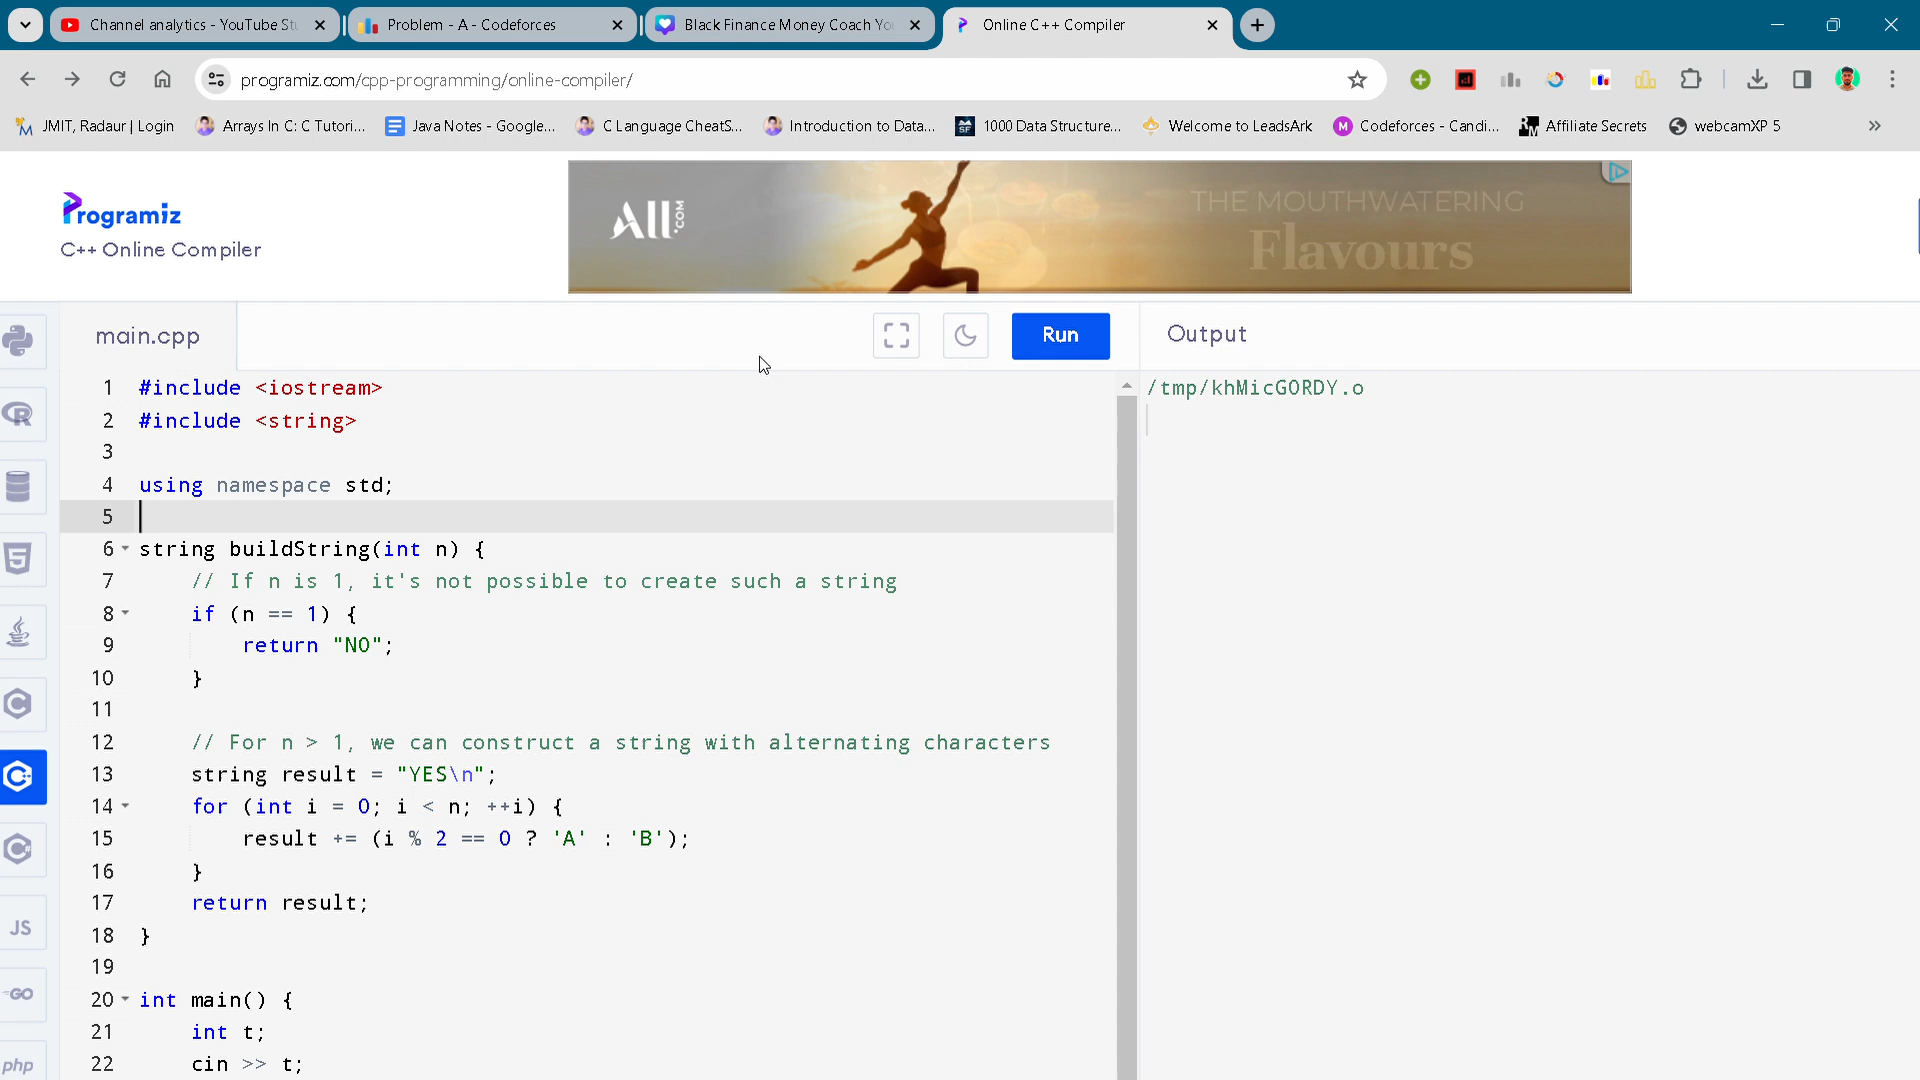 Channel analytics - YouTube Stu
Problem - A - Codeforces
Black Finance Money Coach Yo
Online C++ Compiler
programiz.com/cpp-programming/online-compiler/
JMIT, Radaur | Login
Arrays In C: C Tutori...
Java Notes - Google...
C Language CheatS...
Introduction to Data...
1000 Data Structure...
Welcome to LeadsArk
Codeforces - Candi...
Affiliate Secrets
webcamXP 5
Programiz
C++ Online Compiler
All.COM
THE MOUTHWATERING
Flavours
main.cpp
Run
Output
/tmp/khMicGORDY.o
1 #include <iostream>
2 #include <string>
3
4 using namespace std;
5
6 string buildString(int n) {
7 // If n is 1, it's not possible to create such a string
8 if (n == 1) {
9 return "NO";
10 }
11
12 // For n > 1, we can construct a string with alternating characters
13 string result = "YES\n";
14 for (int i = 0; i < n; ++i) {
15 result += (i % 2 == 0 ? 'A' : 'B');
16 }
17 return result;
18 }
19
20 int main() {
21 int t;
22 cin >> t;
JS
GO
php